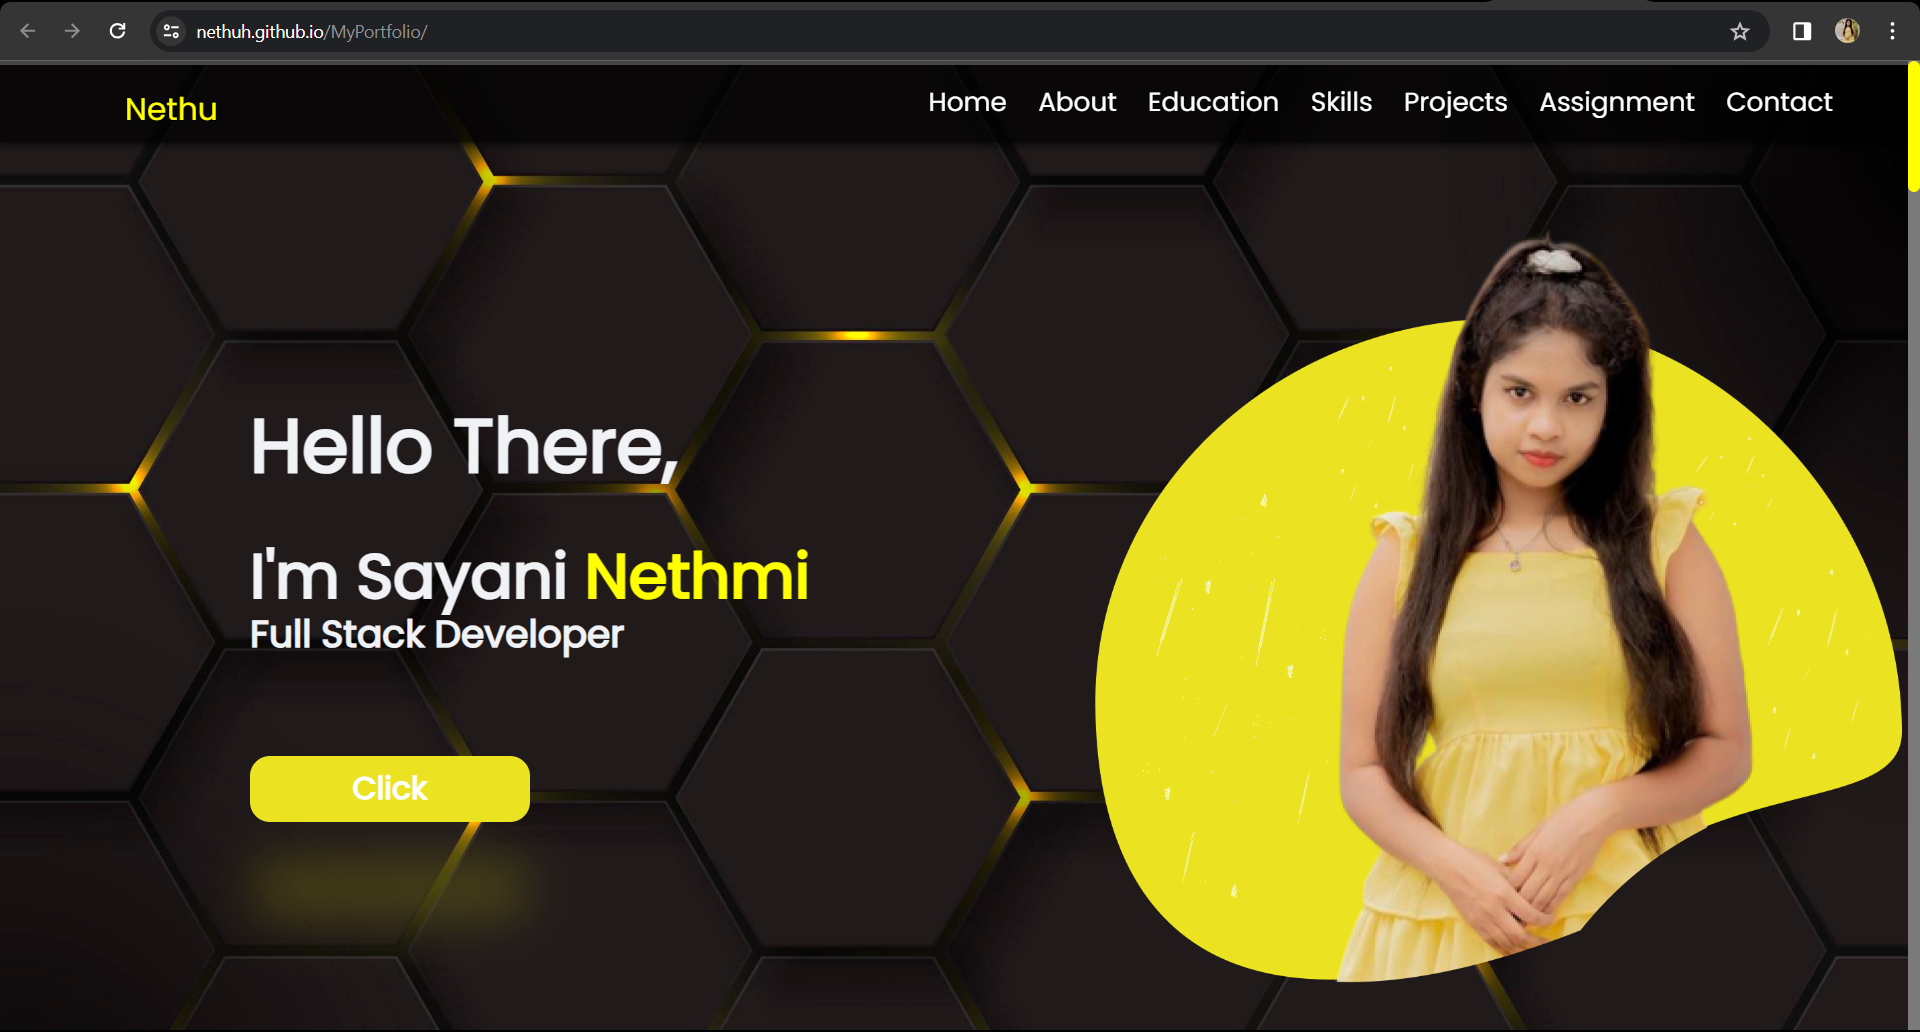 nethuh.github.io/MyPortfolio/
Nethu
Home About Education Skills Projects Assignment Contact
Hello There,
I'm Sayani Nethmi
Full Stack Developer
Click